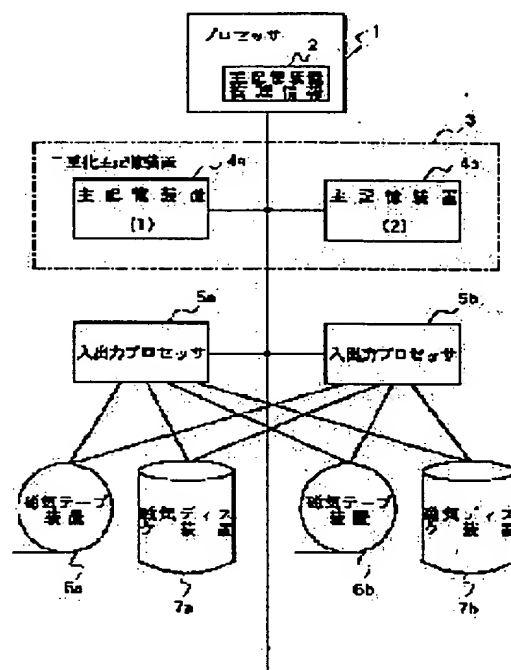 プロセッサ
1
2
主記憶装置
管理情報
3
二重化主記憶装置
4a
主記憶装置
(1)
4a
主記憶装置
(2)
5a
入出力プロセッサ
5b
入出力プロセッサ
磁気テープ
装置
6a
磁気ディス
ク装置
7a
磁気テープ
装置
6b
磁気ディス
ク装置
7b